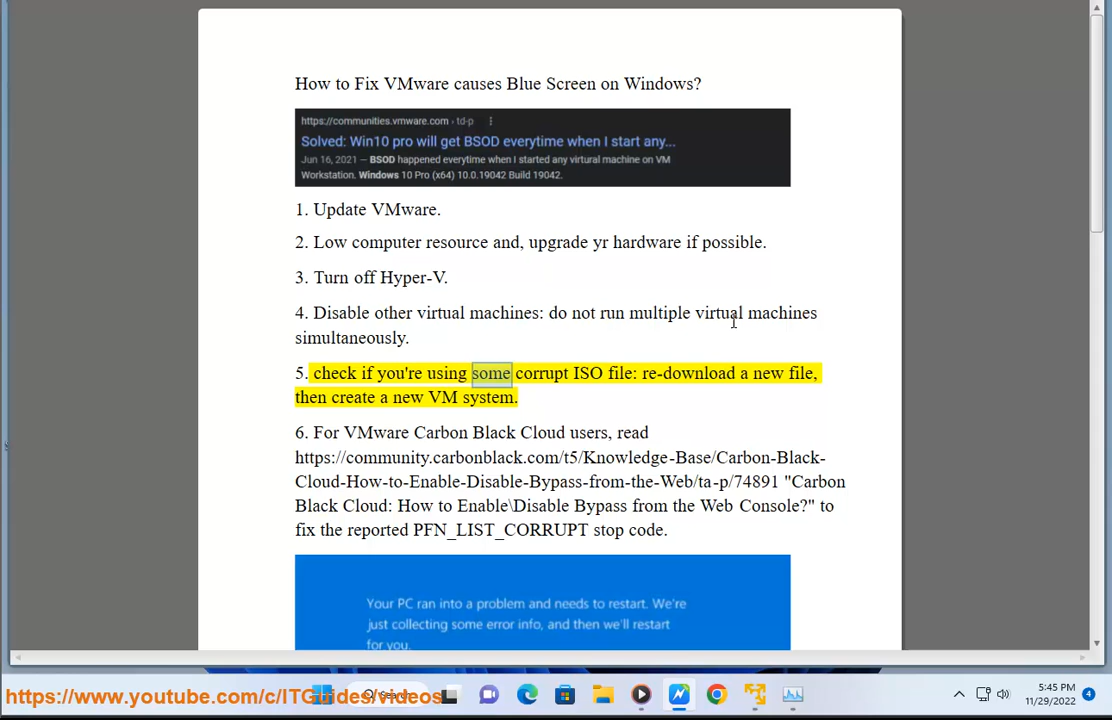 How to Fix VMware causes Blue Screen on Windows?
https://communities.vmware.com › td-p
Solved: Win10 pro will get BSOD everytime when I start any...
Jun 16, 2021 — BSOD happened everytime when I started any virtural machine on VM
Workstation. Windows 10 Pro (x64) 10.0.19042 Build 19042.
1. Update VMware.
2. Low computer resource and, upgrade yr hardware if possible.
3. Turn off Hyper-V.
4. Disable other virtual machines: do not run multiple virtual machines
simultaneously.
5. check if you're using some corrupt ISO file: re-download a new file,
then create a new VM system.
6. For VMware Carbon Black Cloud users, read
https://community.carbonblack.com/t5/Knowledge-Base/Carbon-Black-
Cloud-How-to-Enable-Disable-Bypass-from-the-Web/ta-p/74891 "Carbon
Black Cloud: How to Enable\Disable Bypass from the Web Console?" to
fix the reported PFN_LIST_CORRUPT stop code.
Your PC ran into a problem and needs to restart. We're
just collecting some error info, and then we'll restart
for you.
https://www.youtube.com/c/ITGuides/videos
Search
5:45 PM
11/29/2022
4